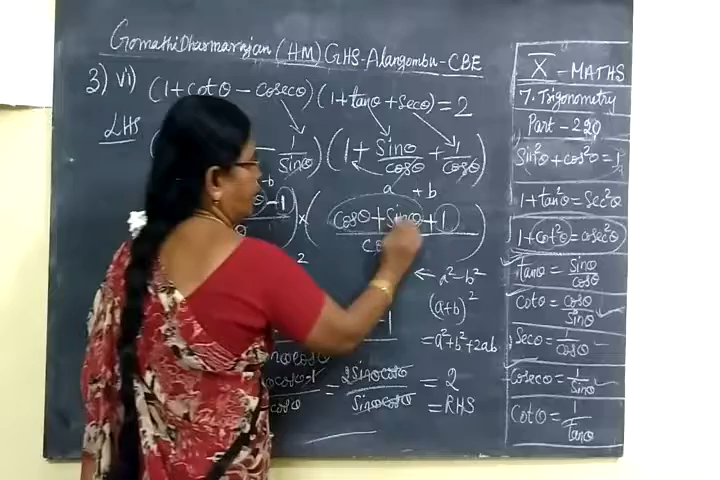 Gomathi Dharmarajan (HM) GHS-Alangombu-CBE
3) vi) (1+cotθ - cosecθ)(1+tanθ+secθ) = 2
LHS
- 1/sinθ) (1 + sinθ/cosθ + 1/cosθ)
a + b
-b
-1) × (cosθ+sinθ+1
2
← a²-b²
(a+b)²
-1
= a²+b²+2ab
= 2sinθcosθ/sinθcosθ = 2
= RHS
X - MATHS
7. Trigonometry
Part - 220
sin²θ+cos²θ=1
1+tan²θ=sec²θ
1+cot²θ=cosec²θ
tanθ = sinθ/cosθ
cotθ = cosθ/sinθ
secθ = 1/cosθ
cosecθ = 1/sinθ
cotθ = 1/Tanθ